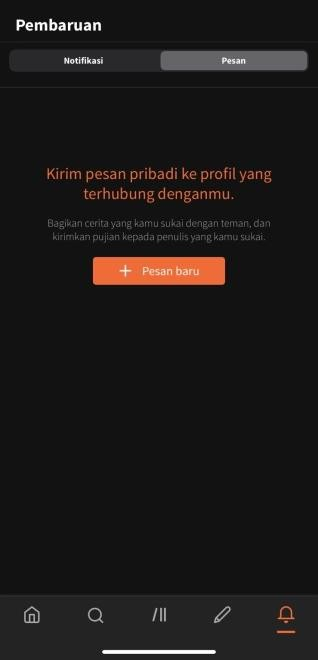 Pembaruan
Notifikasi
Pesan
Kirim pesan pribadi ke profil yang
terhubung denganmu.
Bagikan cerita yang kamu sukai dengan teman, dan
kirimkan pujian kepada penulis yang kamu sukai.
Pesan baru